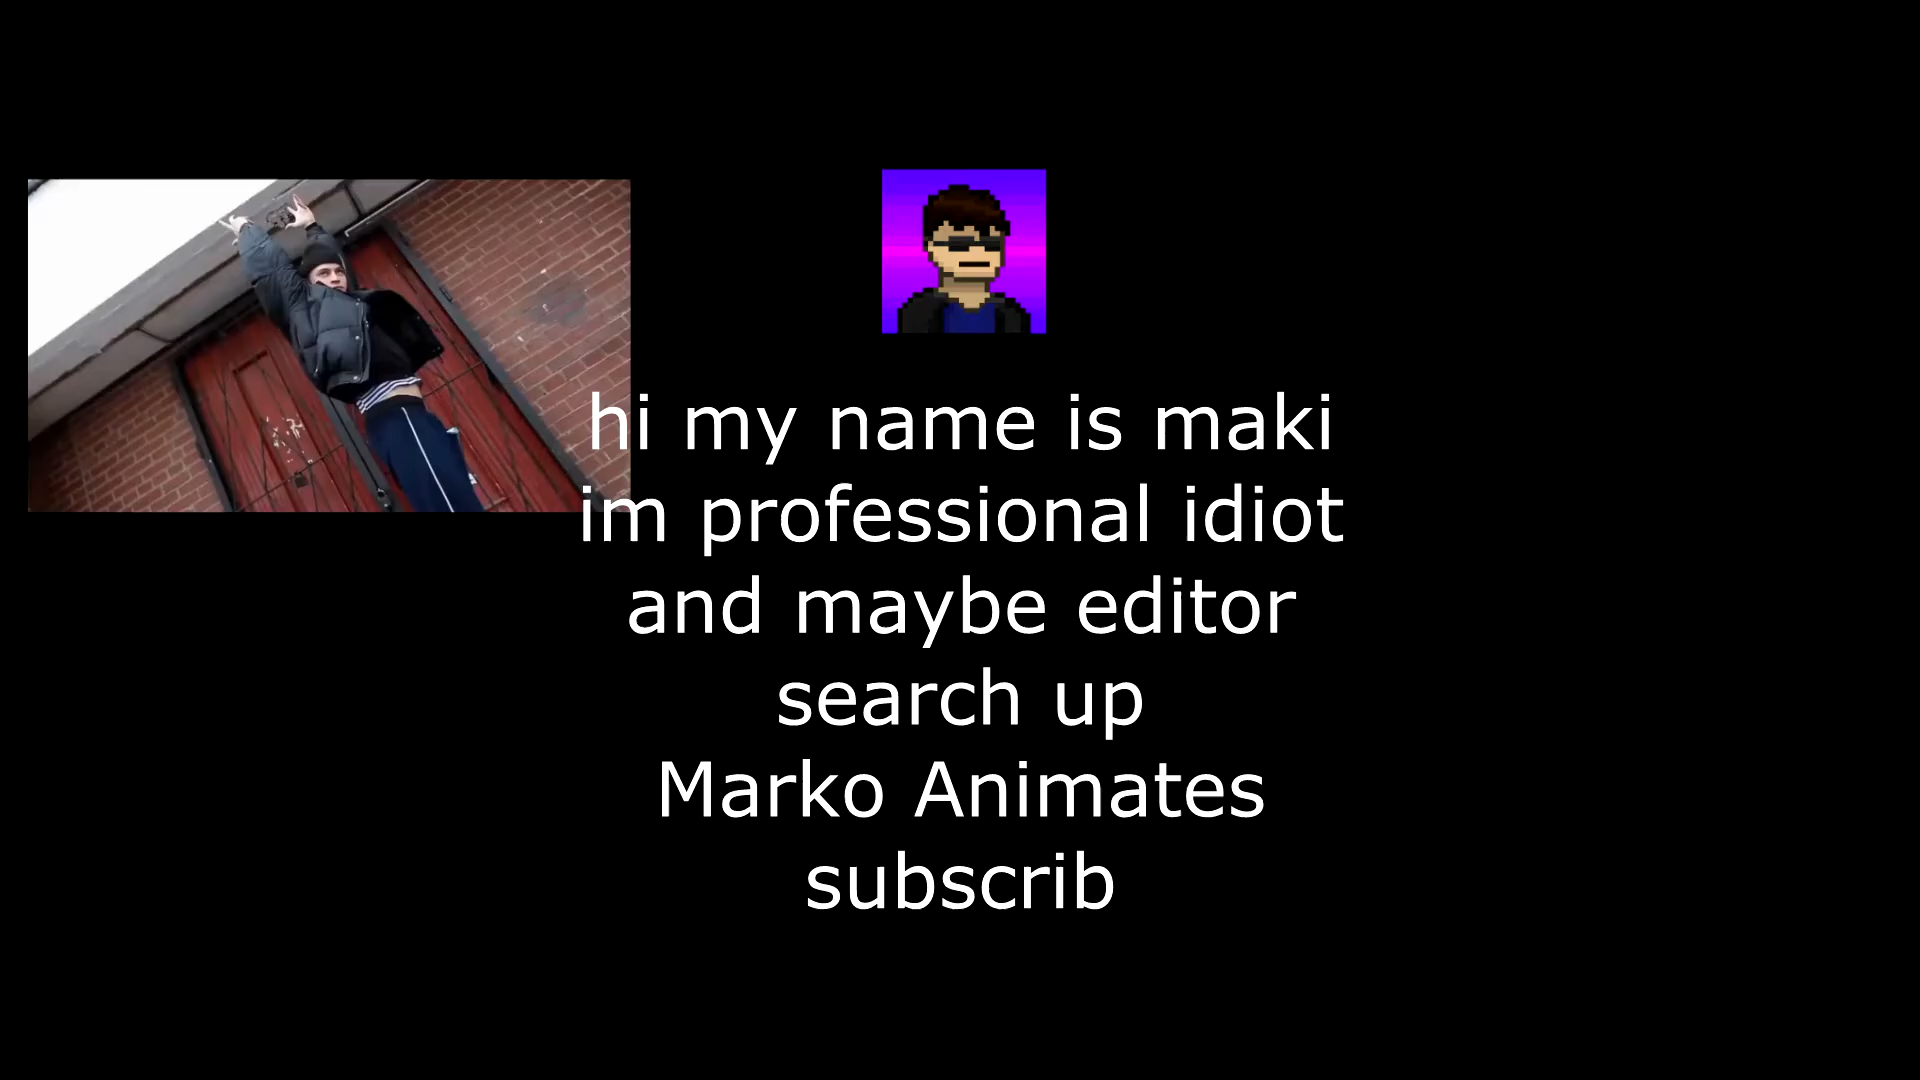 hi my name is maki
im professional idiot
and maybe editor
search up
Marko Animates
subscrib